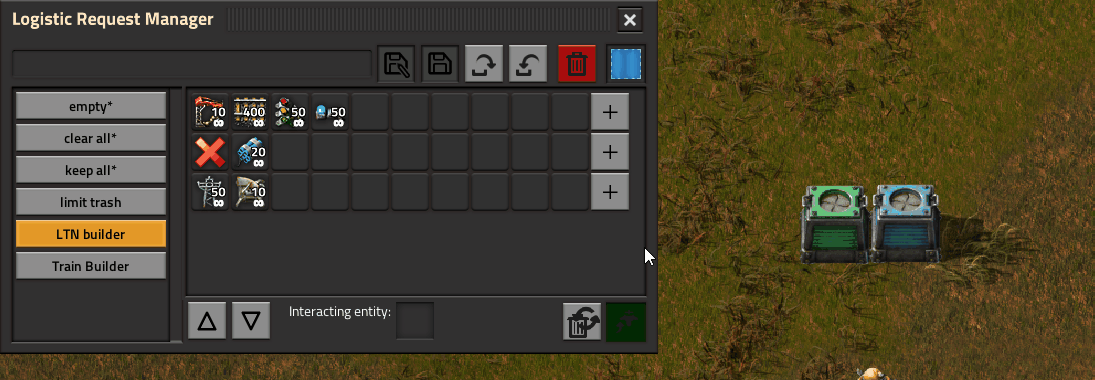 Logistic Request Manager
empty*
clear all*
keep all*
limit trash
LTN builder
Train Builder
10 400 50 50
∞ ∞ ∞ ∞
+
20
∞
+
50 10
∞ ∞
+
Interacting entity: